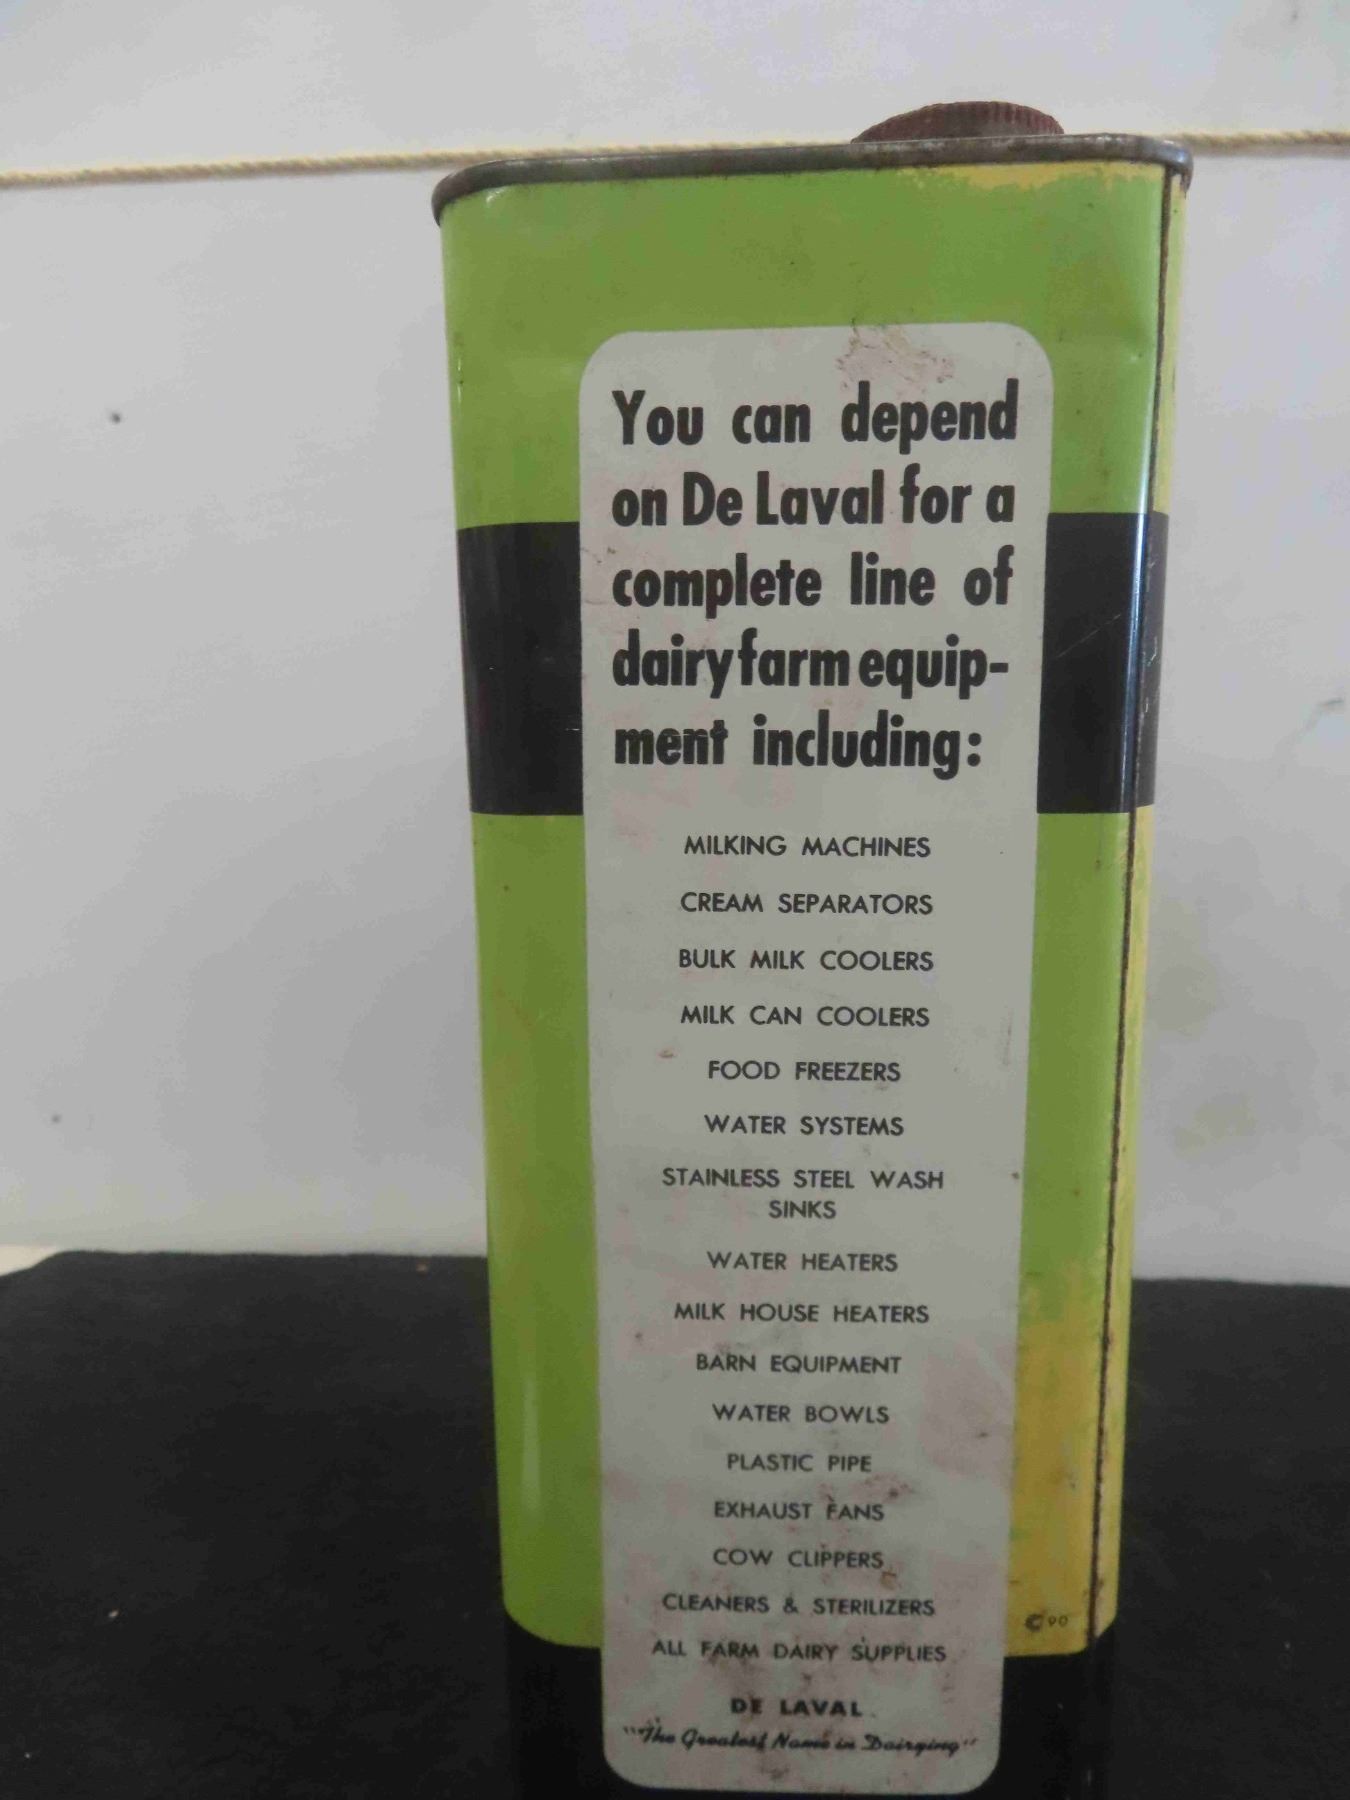 You can depend
on De Laval for a
complete line of
dairy farm equip-
ment including:
MILKING MACHINES
CREAM SEPARATORS
BULK MILK COOLERS
MILK CAN COOLERS
FOOD FREEZERS
WATER SYSTEMS
STAINLESS STEEL WASH
SINKS
WATER HEATERS
MILK HOUSE HEATERS
BARN EQUIPMENT
WATER BOWLS
PLASTIC PIPE
EXHAUST FANS
COW CLIPPERS
CLEANERS & STERILIZERS
ALL FARM DAIRY SUPPLIES
DE LAVAL
"The Greatest Name in Dairying"